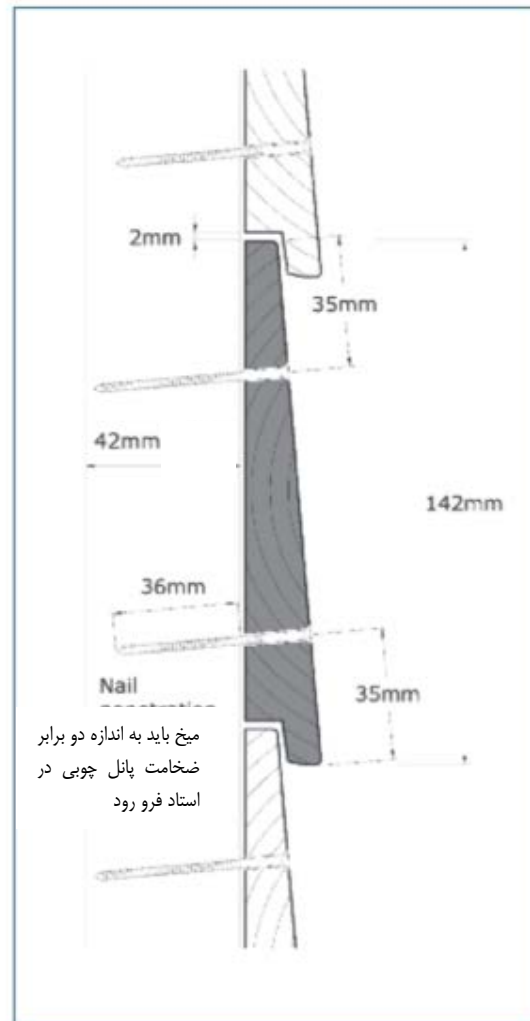 2mm
35mm
42mm
142mm
36mm
35mm
Nail
میخ باید به اندازه دو برابر
ضخامت پانل چوبی در
استاد فرو رود